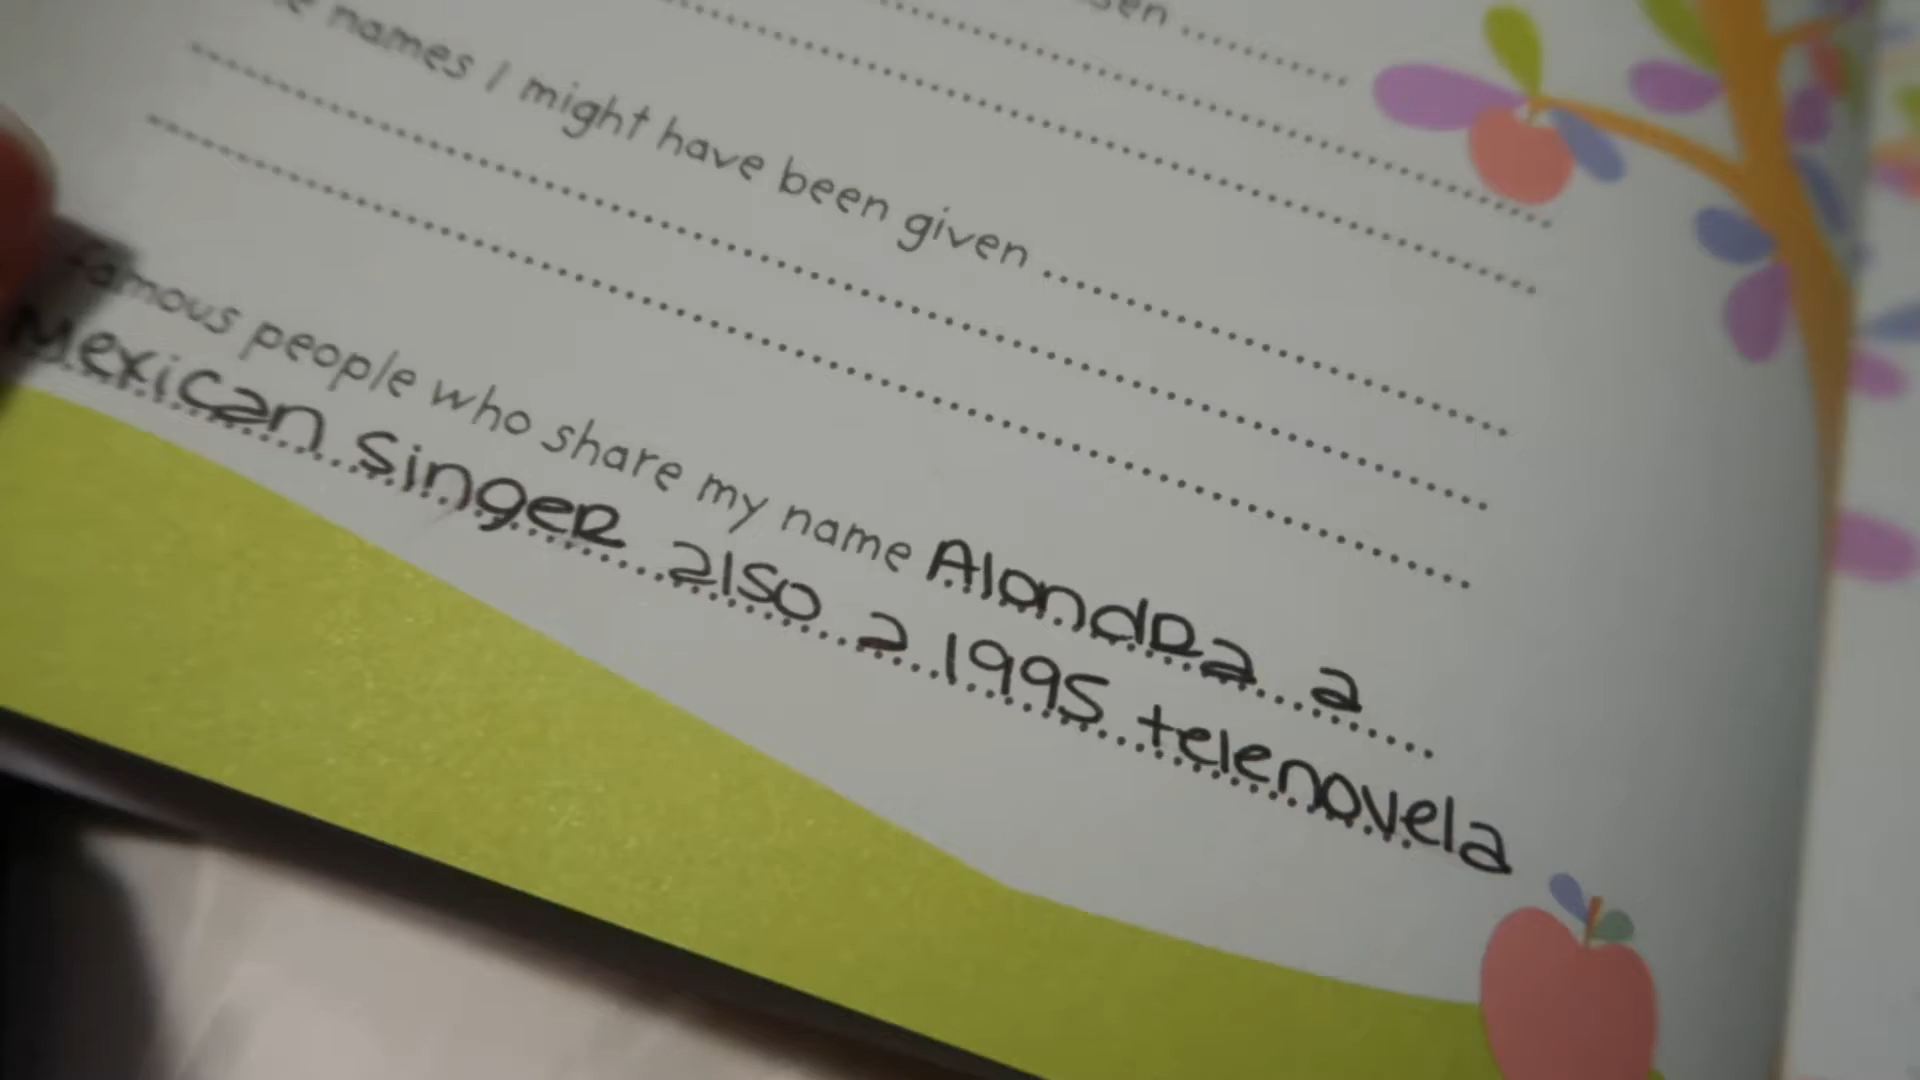 names I might have been given
famous people who share my name Alondra a
Mexican singer also a 1995 telenovela